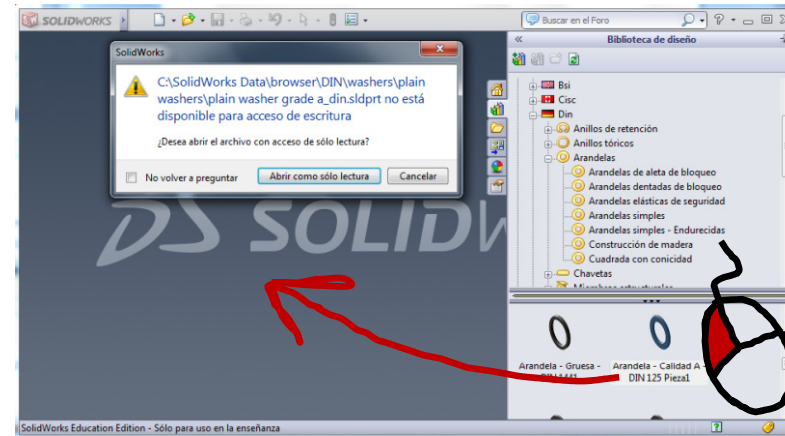 SOLIDWORKS
Buscar en el Foro
SolidWorks
C:\SolidWorks Data\browser\DIN\washers\plain
washers\plain washer grade a_din.sldprt no está
disponible para acceso de escritura
¿Desea abrir el archivo con acceso de sólo lectura?
No volver a preguntar
Abrir como sólo lectura
Cancelar
DS SOLIDW
Biblioteca de diseño
Bsi
Cisc
Din
Anillos de retención
Anillos tóricos
Arandelas
Arandelas de aleta de bloqueo
Arandelas dentadas de bloqueo
Arandelas elásticas de seguridad
Arandelas simples
Arandelas simples - Endurecidas
Construcción de madera
Cuadrada con conicidad
Chavetas
Arandela - Gruesa -
Arandela - Calidad A -
DIN 125 Pieza1
SolidWorks Education Edition - Sólo para uso en la enseñanza